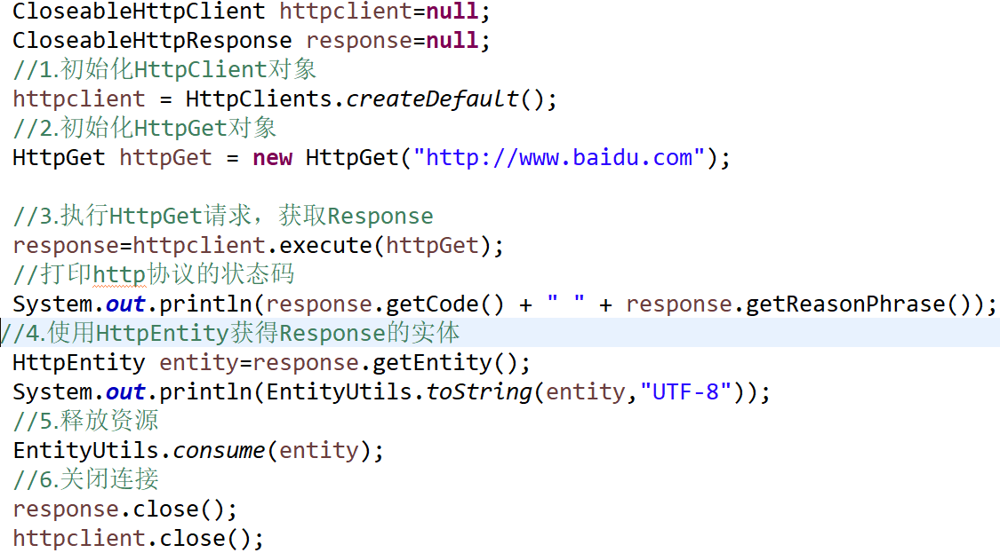 CloseableHttpClient httpclient=null;
CloseableHttpResponse response=null;
//1.初始化HttpClient对象
httpclient = HttpClients.createDefault();
//2.初始化HttpGet对象
HttpGet httpGet = new HttpGet("http://www.baidu.com");
//3.执行HttpGet请求，获取Response
response=httpclient.execute(httpGet);
//打印http协议的状态码
System.out.println(response.getCode() + " " + response.getReasonPhrase());
//4.使用HttpEntity获得Response的实体
HttpEntity entity=response.getEntity();
System.out.println(EntityUtils.toString(entity,"UTF-8"));
//5.释放资源
EntityUtils.consume(entity);
//6.关闭连接
response.close();
httpclient.close();